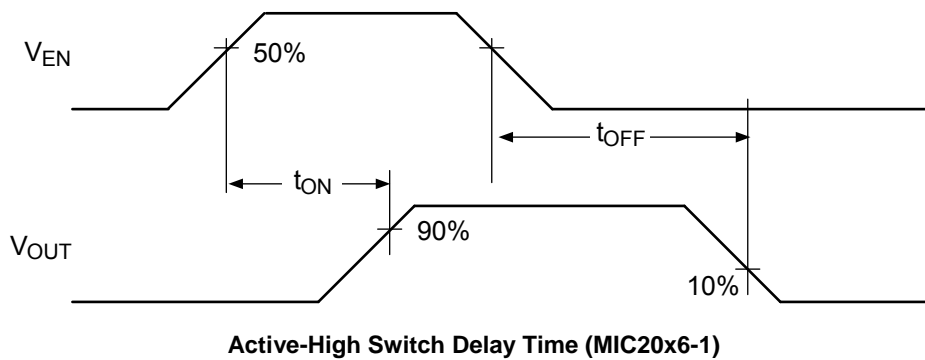 V_EN
50%
t_OFF
t_ON
V_OUT
90%
10%
Active-High Switch Delay Time (MIC20x6-1)